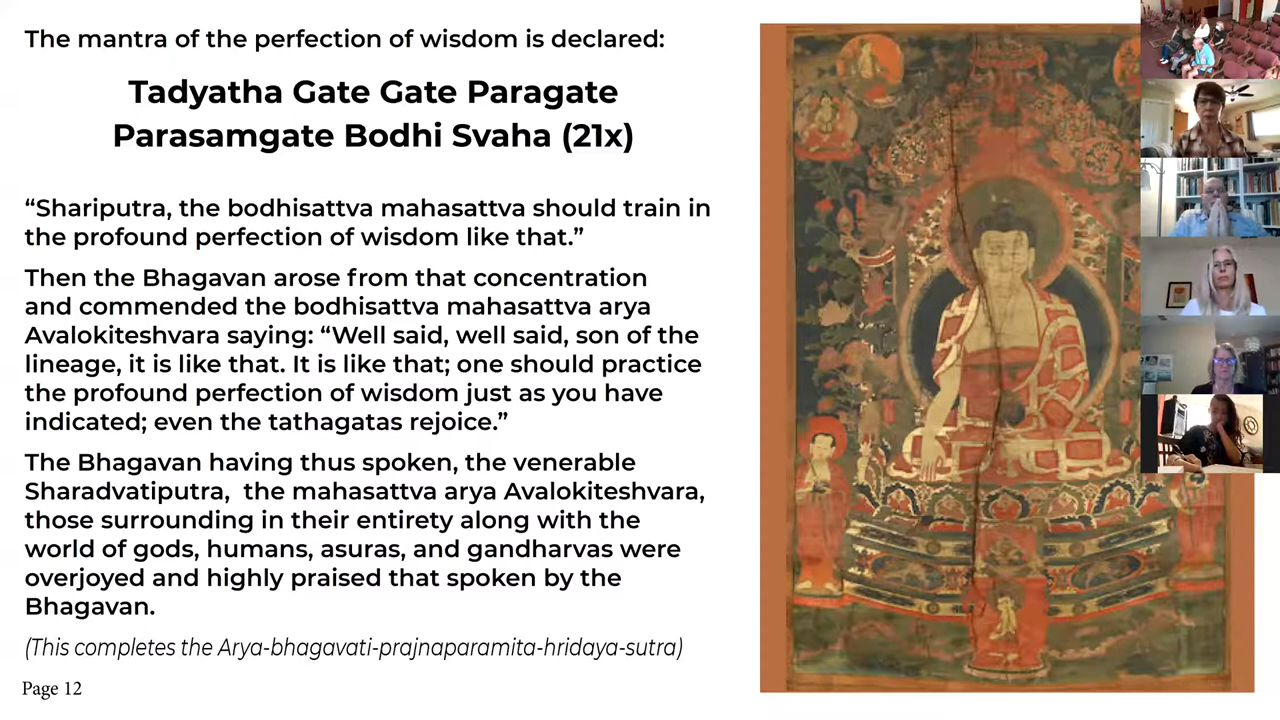 The mantra of the perfection of wisdom is declared:
Tadyatha Gate Gate Paragate
Parasamgate Bodhi Svaha (21x)
“Shariputra, the bodhisattva mahasattva should train in
the profound perfection of wisdom like that.”
Then the Bhagavan arose from that concentration
and commended the bodhisattva mahasattva arya
Avalokiteshvara saying: “Well said, well said, son of the
lineage, it is like that. It is like that; one should practice
the profound perfection of wisdom just as you have
indicated; even the tathagatas rejoice.”
The Bhagavan having thus spoken, the venerable
Sharadvatiputra,  the mahasattva arya Avalokiteshvara,
those surrounding in their entirety along with the
world of gods, humans, asuras, and gandharvas were
overjoyed and highly praised that spoken by the
Bhagavan.
(This completes the Arya-bhagavati-prajnaparamita-hridaya-sutra)
Page 12